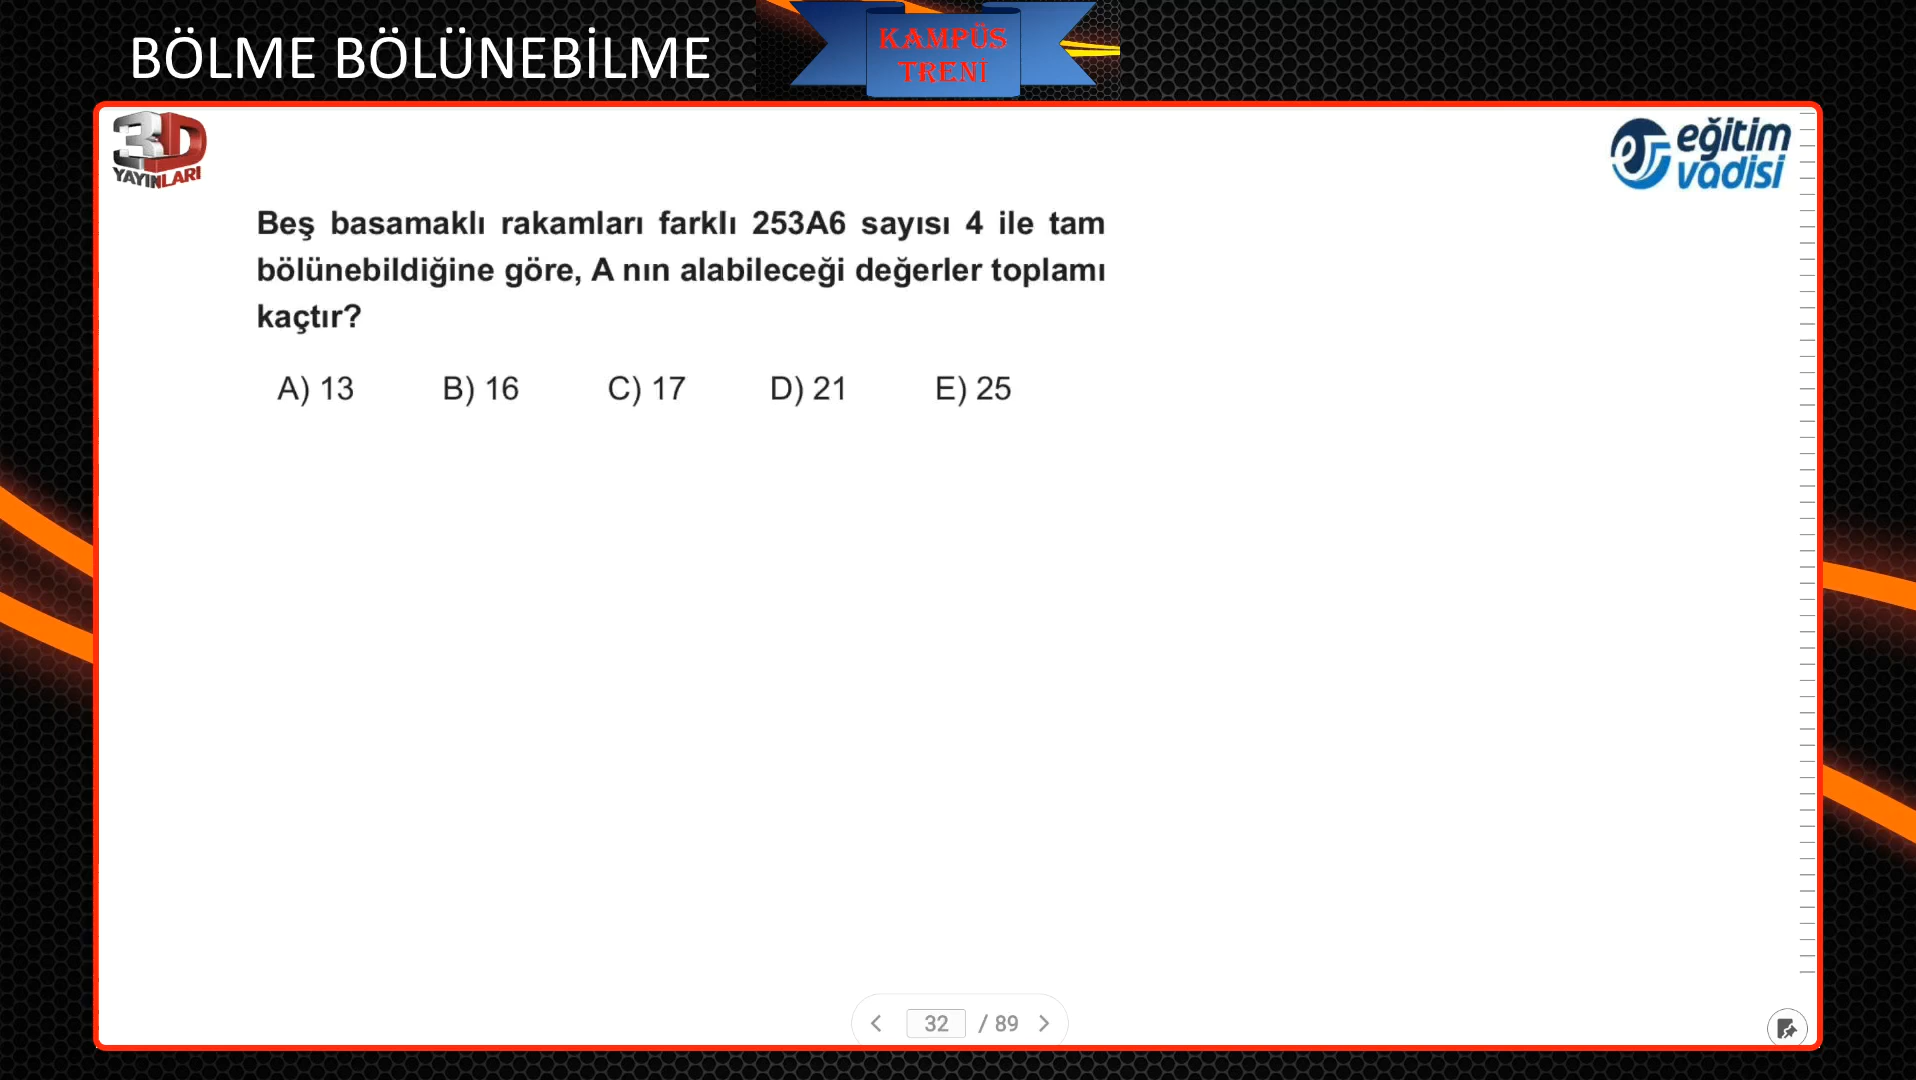 BÖLME BÖLÜNEBİLME
KAMPÜS
TRENİ
3D
YAYINLARI
eğitim
vadisi
Beş basamaklı rakamları farklı 253A6 sayısı 4 ile tam
bölünebildiğine göre, A nın alabileceği değerler toplamı
kaçtır?
A) 13 B) 16 C) 17 D) 21 E) 25
32 / 89